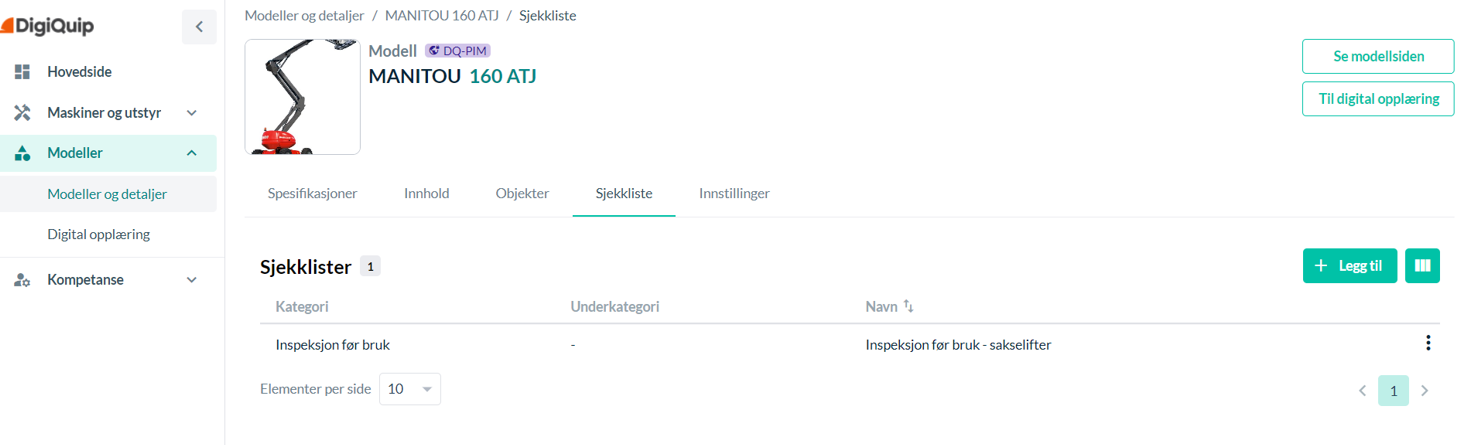 DigiQuip
Hovedside
Maskiner og utstyr
Modeller
Modeller og detaljer
Digital opplæring
Kompetanse
Modeller og detaljer / MANITOU 160 ATJ / Sjekkliste
Modell DQ-PIM
MANITOU 160 ATJ
Se modellsiden
Til digital opplæring
Spesifikasjoner Innhold Objekter Sjekkliste Innstillinger
Sjekklister 1
+ Legg til
Kategori Underkategori Navn
Inspeksjon før bruk - Inspeksjon før bruk - sakselifter
Elementer per side 10
1